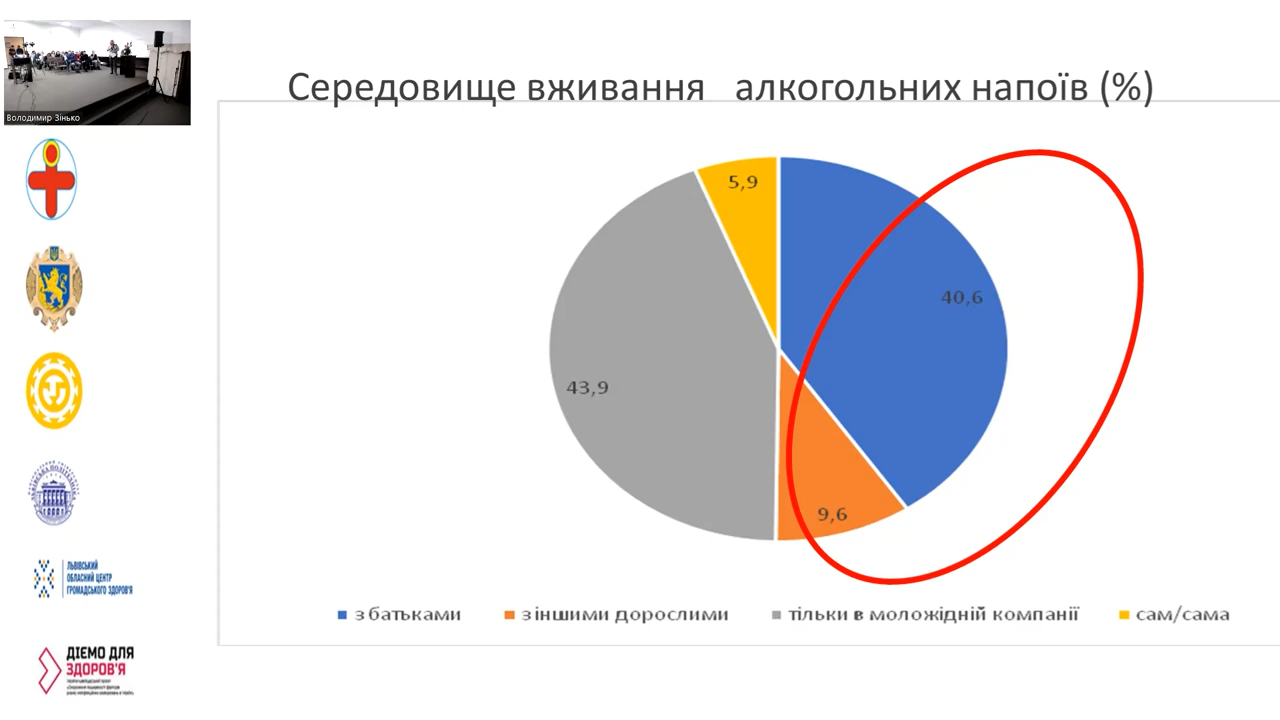 Володимир Зінько
Середовище вживання алкогольних напоїв (%)
5,9
40,6
43,9
9,6
з батьками
з іншими дорослими
тільки в моложідній компанії
сам/сама
ЛЬВІВСЬКИЙ
ОБЛАСНИЙ ЦЕНТР
ГРОМАДСЬКОГО ЗДОРОВ'Я
ДІЄМО ДЛЯ
ЗДОРОВ'Я